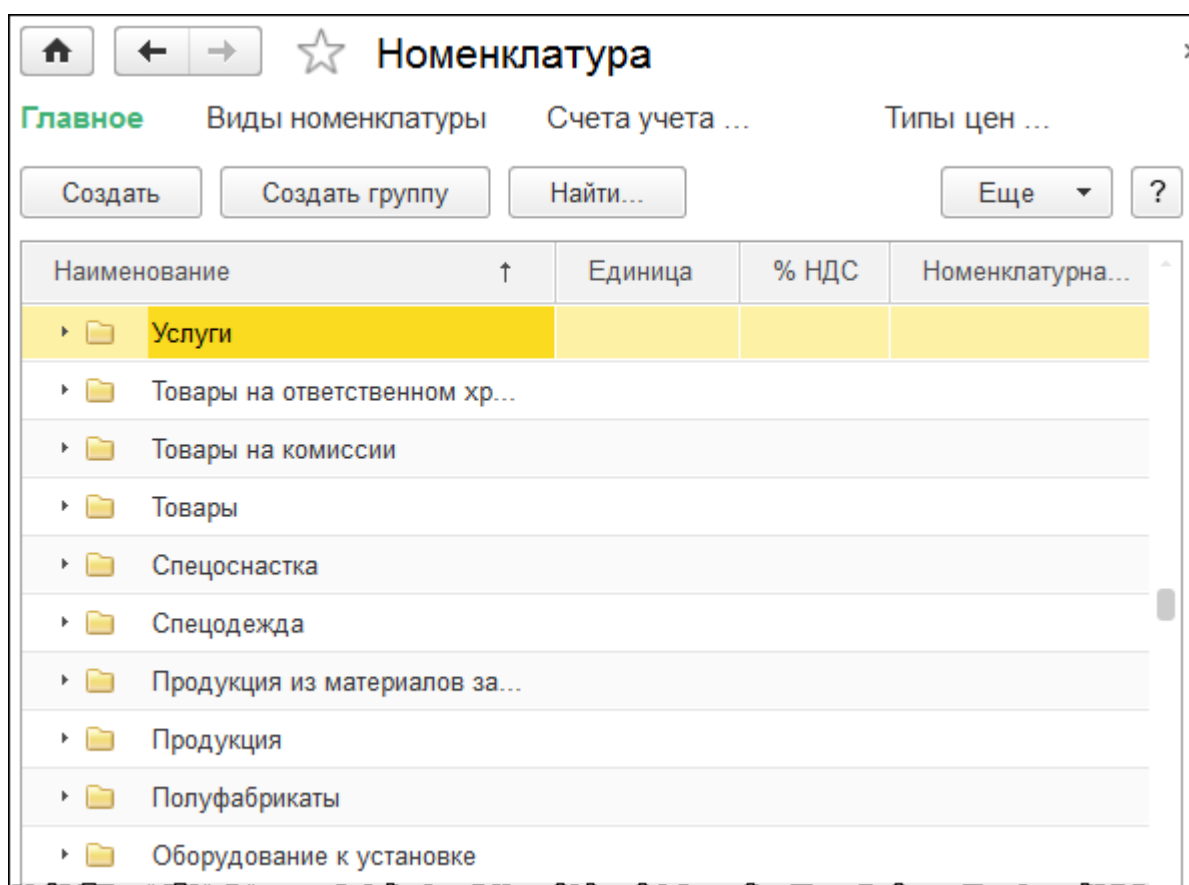 Номенклатура
Главное Виды номенклатуры Счета учета ... Типы цен ...
Создать Создать группу Найти... Еще ?
Наименование ↑ Единица % НДС Номенклатурна...
Услуги
Товары на ответственном хр...
Товары на комиссии
Товары
Спецоснастка
Спецодежда
Продукция из материалов за...
Продукция
Полуфабрикаты
Оборудование к установке